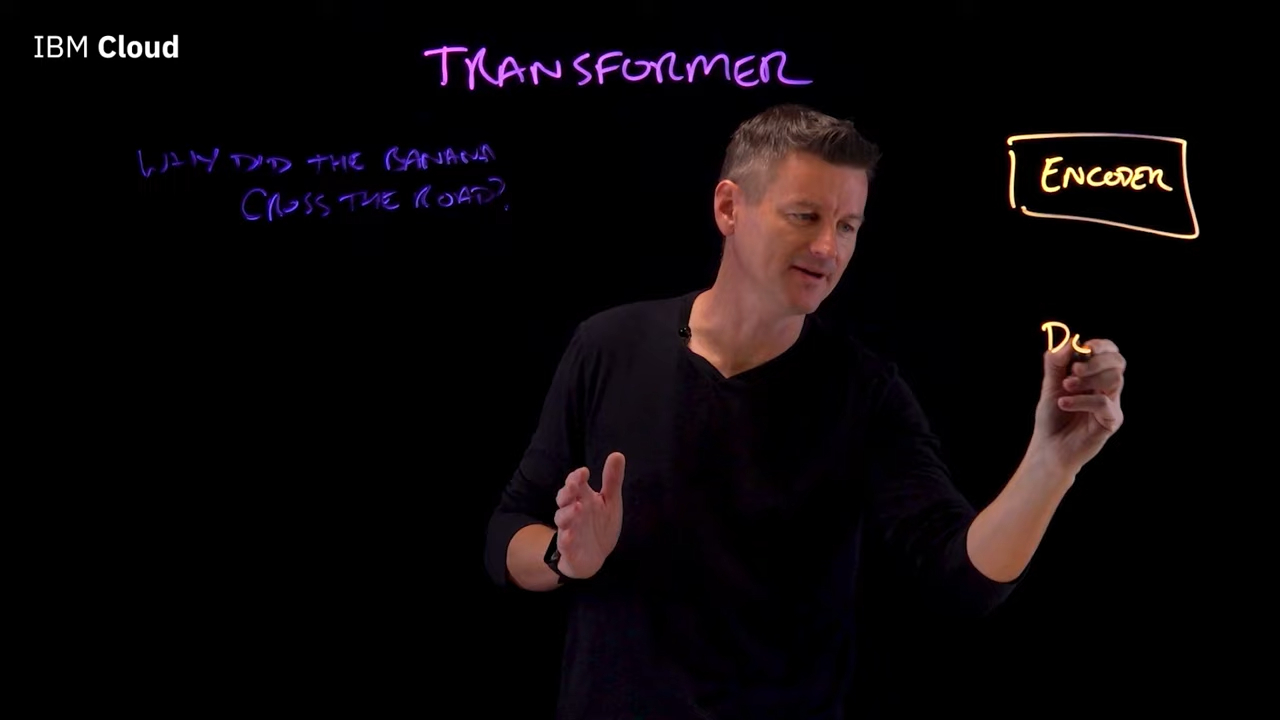 IBM Cloud
TRANSFORMER
WHY DID THE BANANA
CROSS THE ROAD?
ENCODER
D